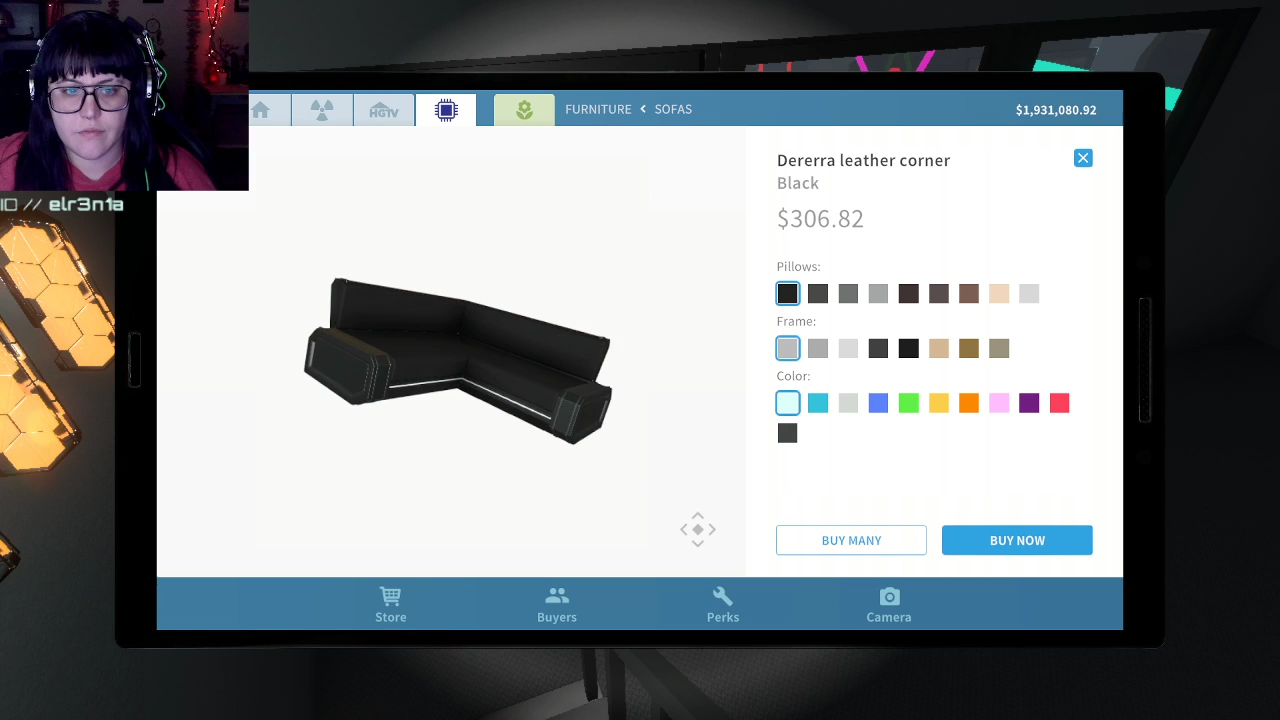 HGTV
FURNITURE < SOFAS
$1,931,080.92
ID // elr3n1a
Dererra leather corner
Black
$306.82
Pillows:
Frame:
Color:
BUY MANY
BUY NOW
Store
Buyers
Perks
Camera